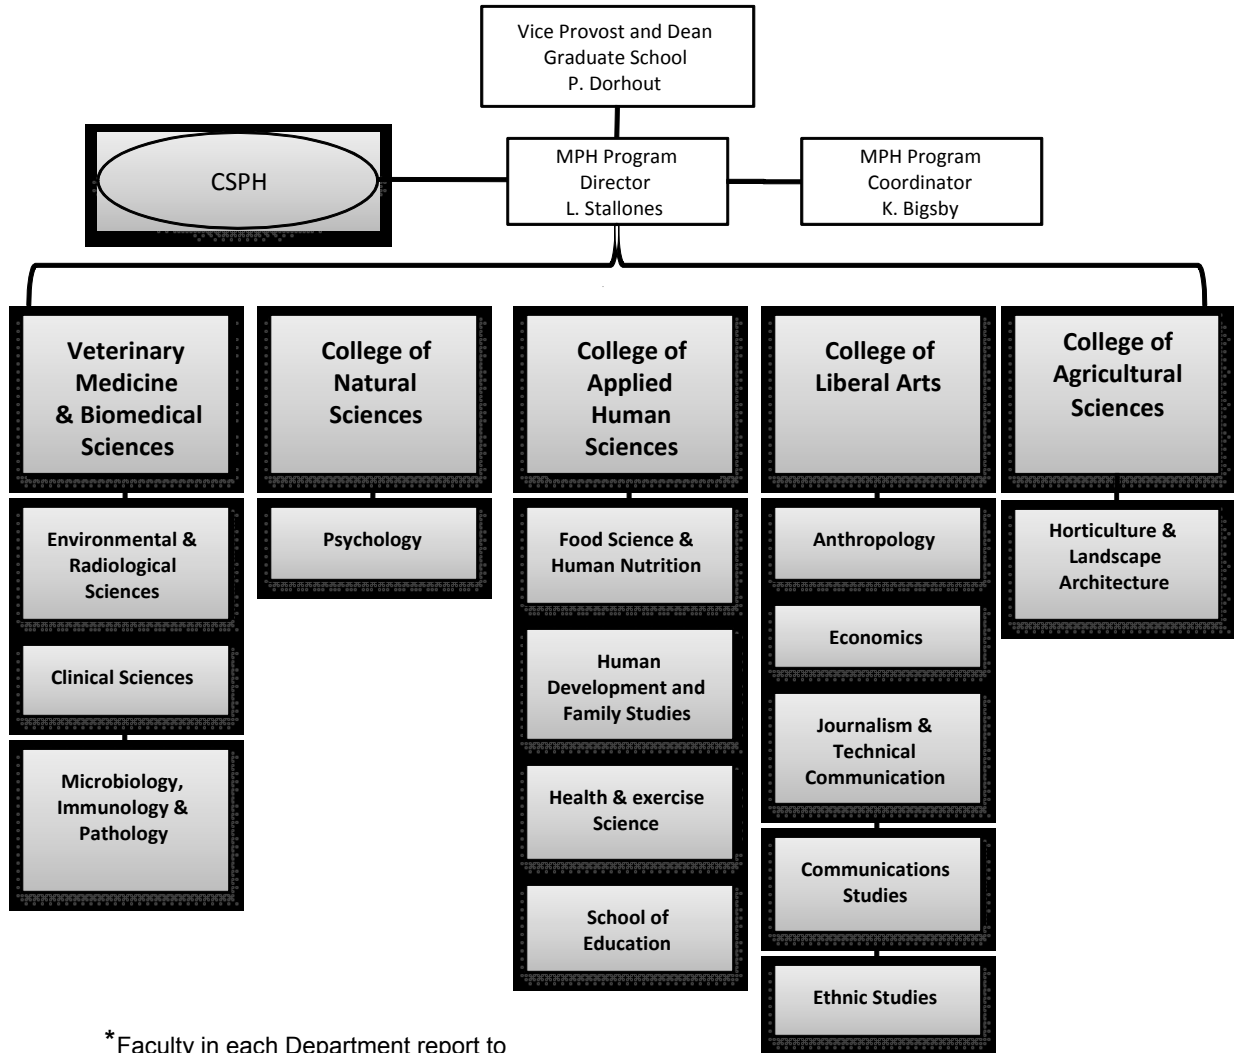 Vice Provost and Dean
Graduate School
P. Dorhout
CSPH
MPH Program
Director
L. Stallones
MPH Program
Coordinator
K. Bigsby
Veterinary
Medicine
& Biomedical
Sciences
College of
Natural
Sciences
College of
Applied
Human
Sciences
College of
Liberal Arts
College of
Agricultural
Sciences
Environmental &
Radiological
Sciences
Clinical Sciences
Microbiology,
Immunology &
Pathology
Psychology
Food Science &
Human Nutrition
Human
Development and
Family Studies
Health & exercise
Science
School of
Education
Anthropology
Economics
Journalism &
Technical
Communication
Communications
Studies
Ethnic Studies
Horticulture &
Landscape
Architecture
*Faculty in each Department report to